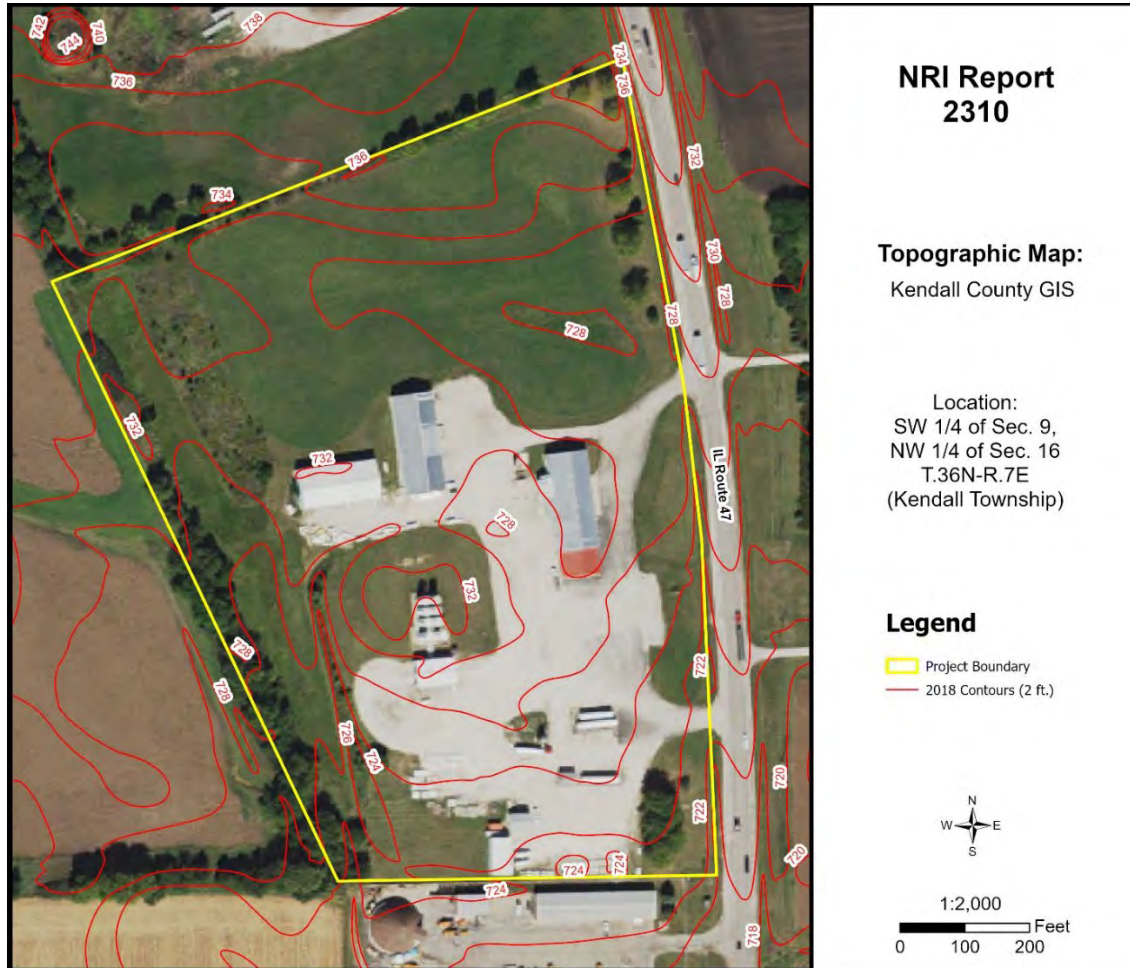 742
740
744
738
736
734
736
736
734
732
730
728
728
728
732
732
728
732
IL Route 47
728
728
726
724
722
722
720
720
724
724
724
718
NRI Report
2310
Topographic Map:
Kendall County GIS
Location:
SW 1/4 of Sec. 9,
NW 1/4 of Sec. 16
T.36N-R.7E
(Kendall Township)
Legend
Project Boundary
2018 Contours (2 ft.)
N
W E
S
1:2,000
Feet
0 100 200